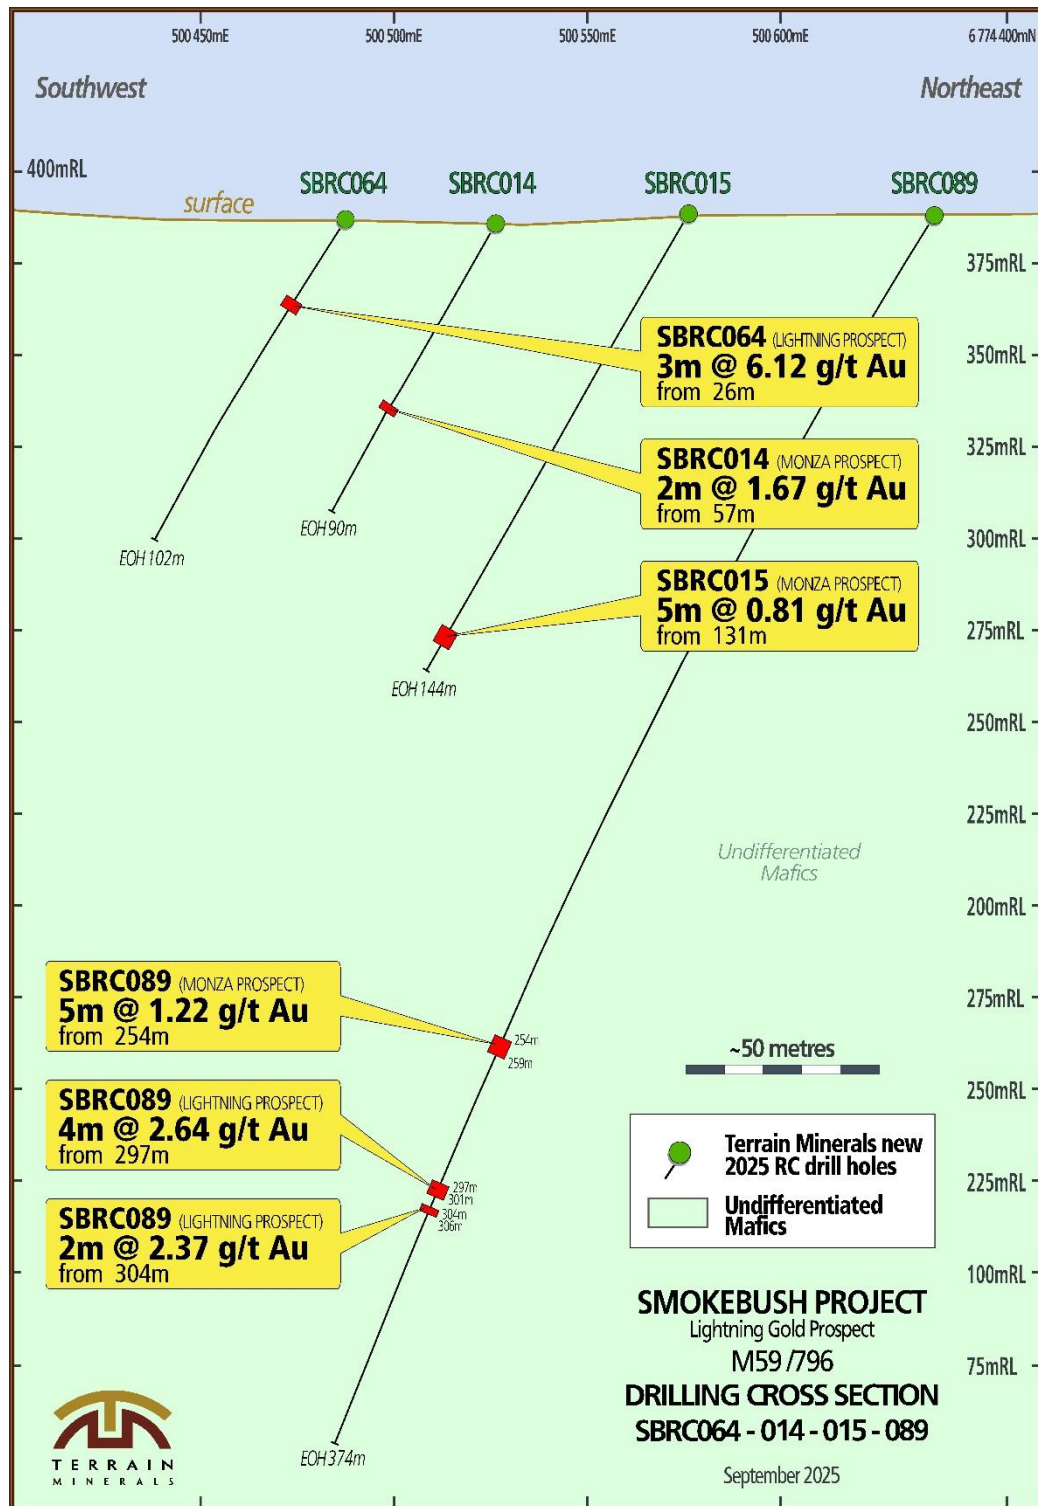 500 450mE 500 500mE 500 550mE 500 600mE 6 774 400mN
Southwest Northeast
400mRL
SBRC064 SBRC014 SBRC015 SBRC089
surface
375mRL
SBRC064 (LIGHTNING PROSPECT)
3m @ 6.12 g/t Au
from 26m
350mRL
SBRC014 (MONZA PROSPECT)
2m @ 1.67 g/t Au
from 57m
325mRL
EOH 90m
EOH 102m
300mRL
SBRC015 (MONZA PROSPECT)
5m @ 0.81 g/t Au
from 131m
275mRL
EOH 144m
250mRL
225mRL
Undifferentiated
Mafics
200mRL
SBRC089 (MONZA PROSPECT)
5m @ 1.22 g/t Au
from 254m
275mRL
254m
259m
~50 metres
250mRL
SBRC089 (LIGHTNING PROSPECT)
4m @ 2.64 g/t Au
from 297m
Terrain Minerals new
2025 RC drill holes
225mRL
297m
301m
304m
306m
Undifferentiated
Mafics
SBRC089 (LIGHTNING PROSPECT)
2m @ 2.37 g/t Au
from 304m
100mRL
SMOKEBUSH PROJECT
Lightning Gold Prospect
M59 /796
75mRL
DRILLING CROSS SECTION
SBRC064 - 014 - 015 - 089
EOH 374m
TERRAIN
MINERALS
September 2025